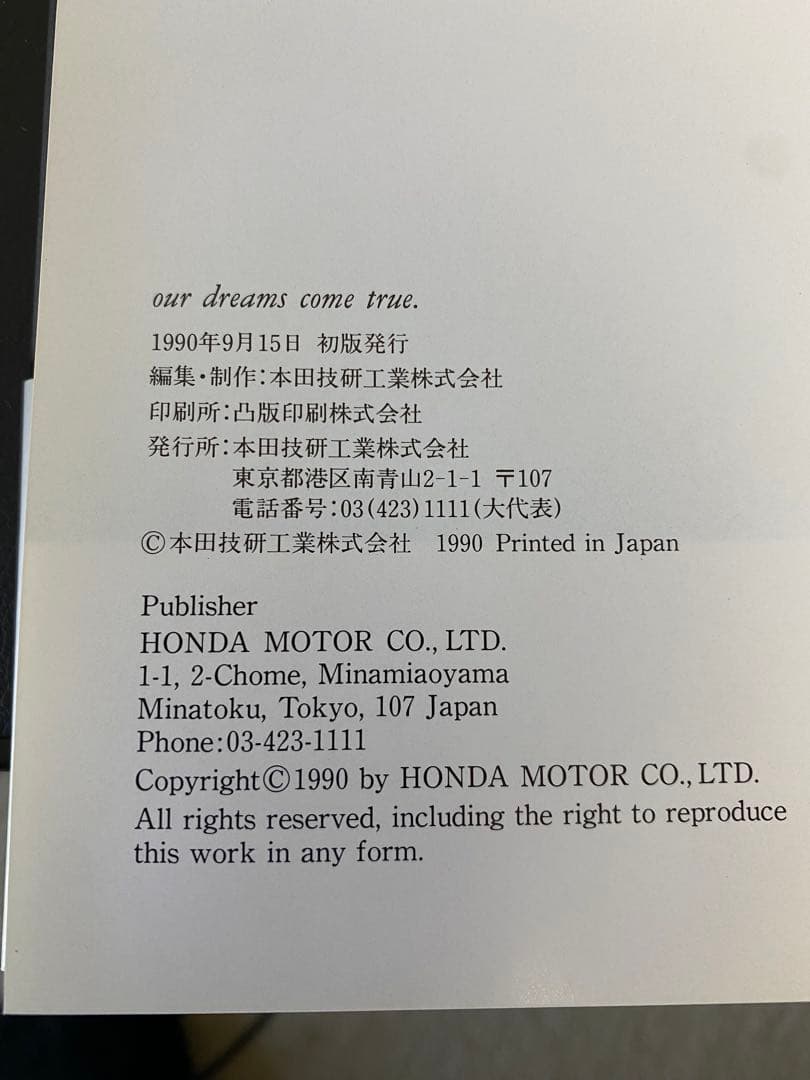 our dreams come true.
1990年9月15日 初版発行
編集・制作:本田技研工業株式会社
印刷所:凸版印刷株式会社
発行所:本田技研工業株式会社
東京都港区南青山2-1-1 〒107
電話番号:03(423)1111(大代表)
©本田技研工業株式会社 1990 Printed in Japan
Publisher
HONDA MOTOR CO., LTD.
1-1, 2-Chome, Minamiaoyama
Minatoku, Tokyo, 107 Japan
Phone:03-423-1111
Copyright©1990 by HONDA MOTOR CO., LTD.
All rights reserved, including the right to reproduce
this work in any form.